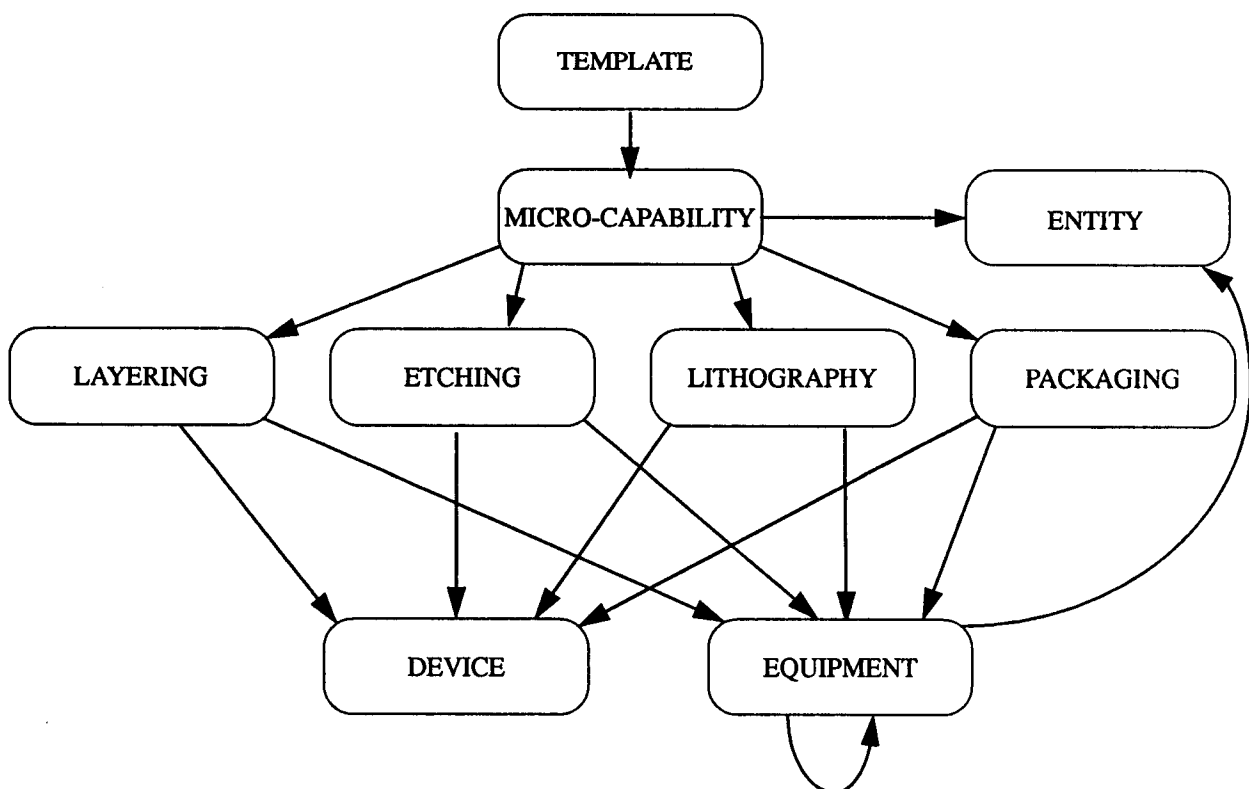 TEMPLATE
MICRO-CAPABILITY
ENTITY
LAYERING
ETCHING
LITHOGRAPHY
PACKAGING
DEVICE
EQUIPMENT